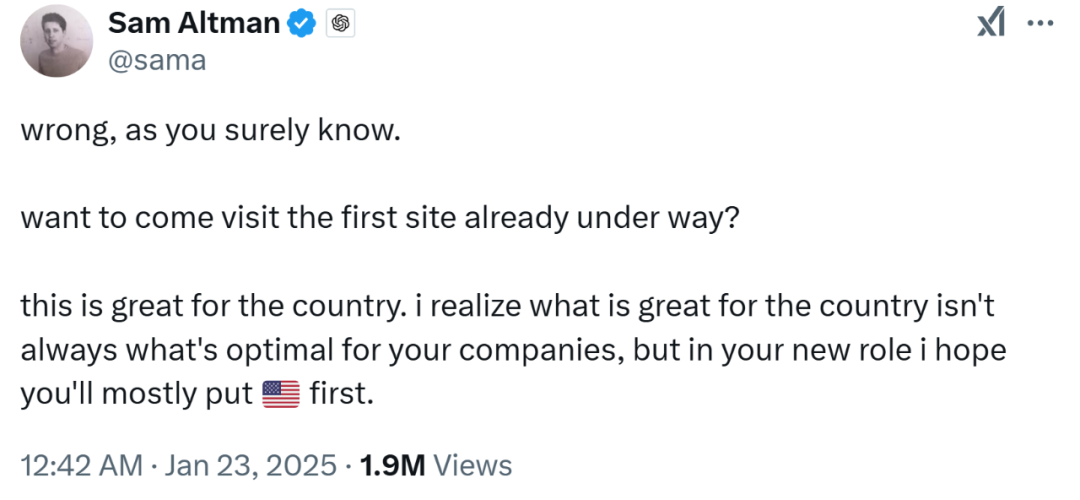 Sam Altman
@sama
wrong, as you surely know.
want to come visit the first site already under way?
this is great for the country. i realize what is great for the country isn't
always what's optimal for your companies, but in your new role i hope
you'll mostly put 🇺🇸 first.
12:42 AM · Jan 23, 2025 · 1.9M Views